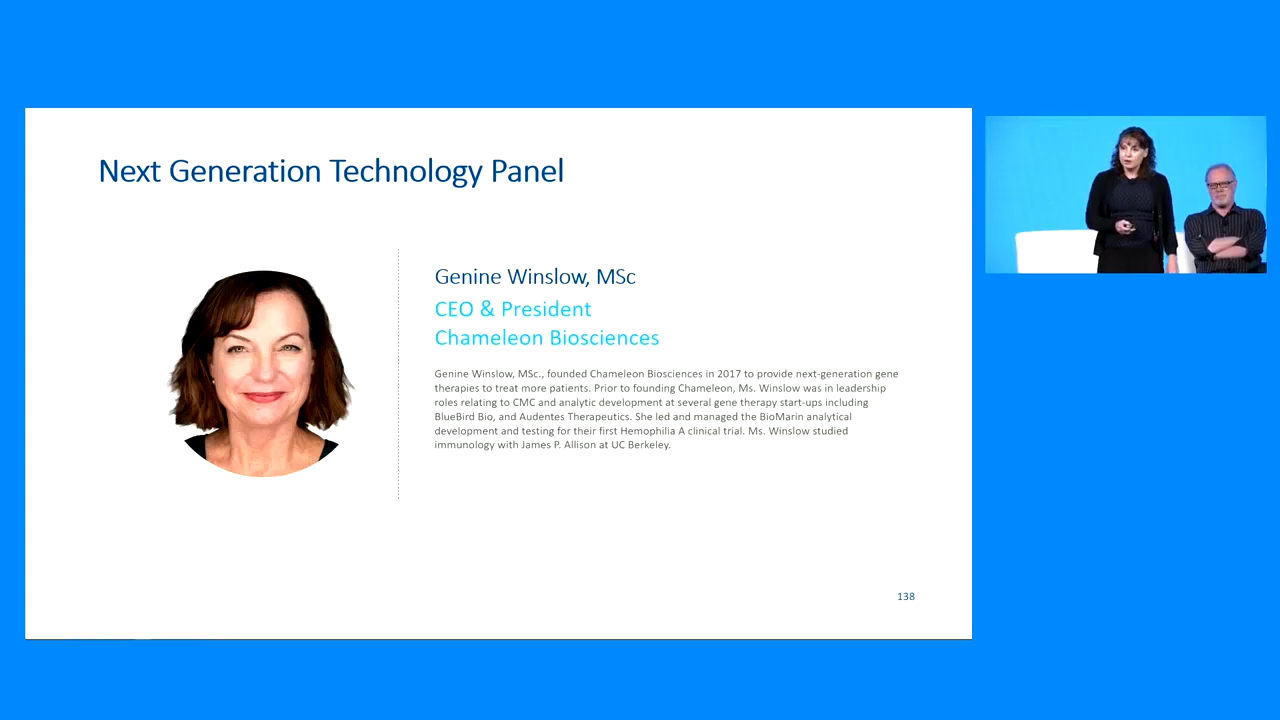 Next Generation Technology Panel
Genine Winslow, MSc
CEO & President
Chameleon Biosciences
Genine Winslow, MSc., founded Chameleon Biosciences in 2017 to provide next-generation gene
therapies to treat more patients. Prior to founding Chameleon, Ms. Winslow was in leadership
roles relating to CMC and analytic development at several gene therapy start-ups including
BlueBird Bio, and Audentes Therapeutics. She led and managed the BioMarin analytical
development and testing for their first Hemophilia A clinical trial. Ms. Winslow studied
immunology with James P. Allison at UC Berkeley.
138